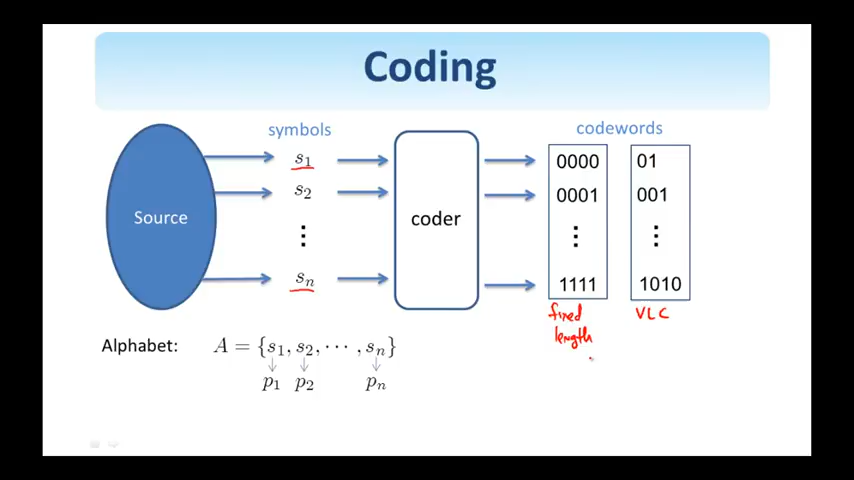 Coding
symbols
codewords
Source
s1
s2
⋮
sn
coder
0000
0001
⋮
1111
01
001
⋮
1010
fixed
length
VLC
Alphabet: A = {s1, s2, ⋯ , sn}
p1 p2 pn